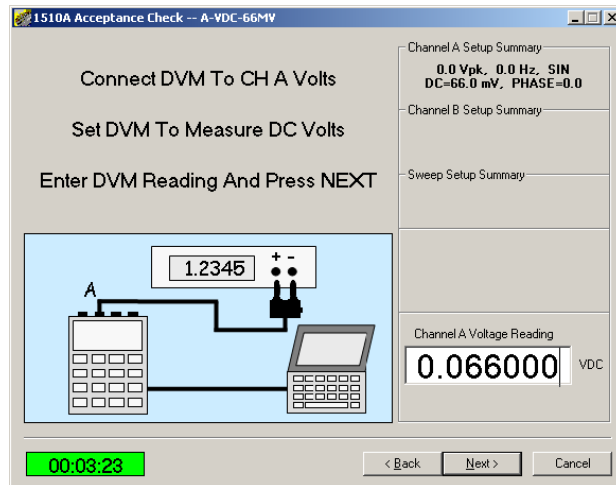 1510A Acceptance Check -- A-VDC-66MV
Connect DVM To CH A Volts
Set DVM To Measure DC Volts
Enter DVM Reading And Press NEXT
Channel A Setup Summary
0.0 Vpk, 0.0 Hz, SIN
DC=66.0 mV, PHASE=0.0
Channel B Setup Summary
Sweep Setup Summary
1.2345
+ -
A
Channel A Voltage Reading
0.066000 VDC
00:03:23
< Back
Next >
Cancel